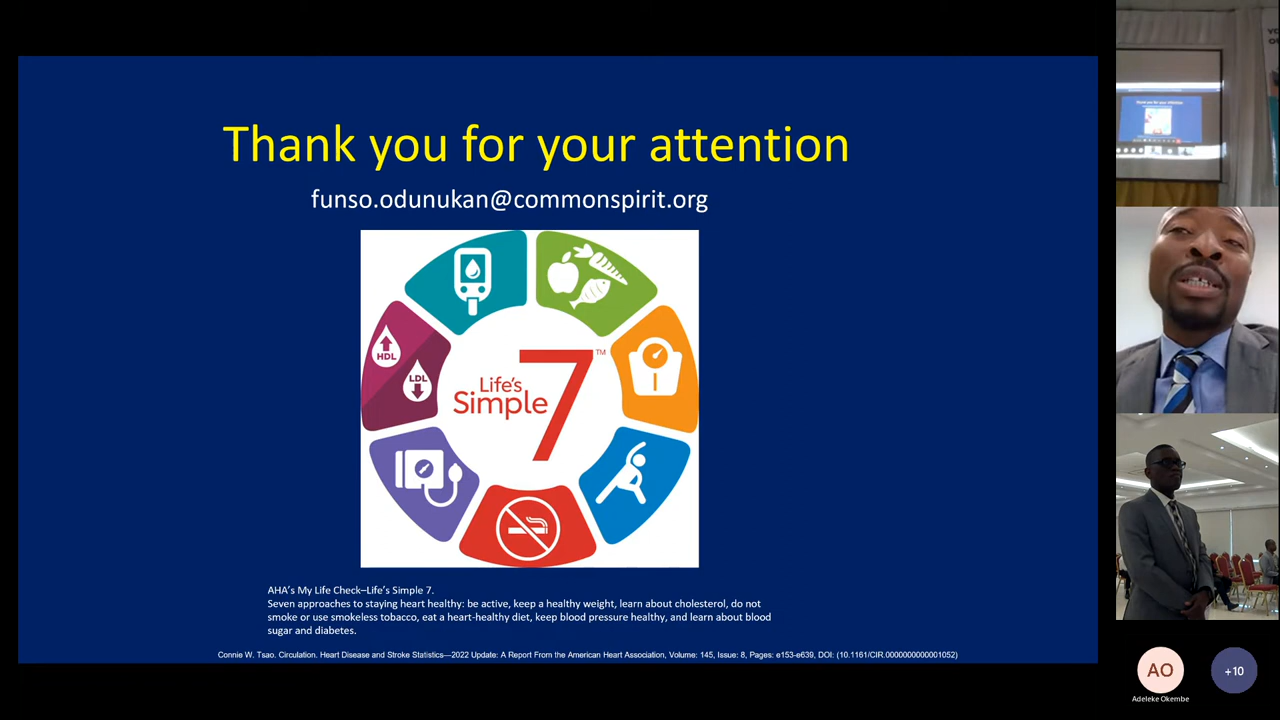 Thank you for your attention
funso.odunukan@commonspirit.org
HDL
LDL
Life's
Simple
7
TM
AHA's My Life Check–Life's Simple 7.
Seven approaches to staying heart healthy: be active, keep a healthy weight, learn about cholesterol, do not
smoke or use smokeless tobacco, eat a heart-healthy diet, keep blood pressure healthy, and learn about blood
sugar and diabetes.
Connie W. Tsao. Circulation. Heart Disease and Stroke Statistics—2022 Update: A Report From the American Heart Association, Volume: 145, Issue: 8, Pages: e153-e639, DOI: (10.1161/CIR.0000000000001052)
AO
+10
Adeleke Okembe